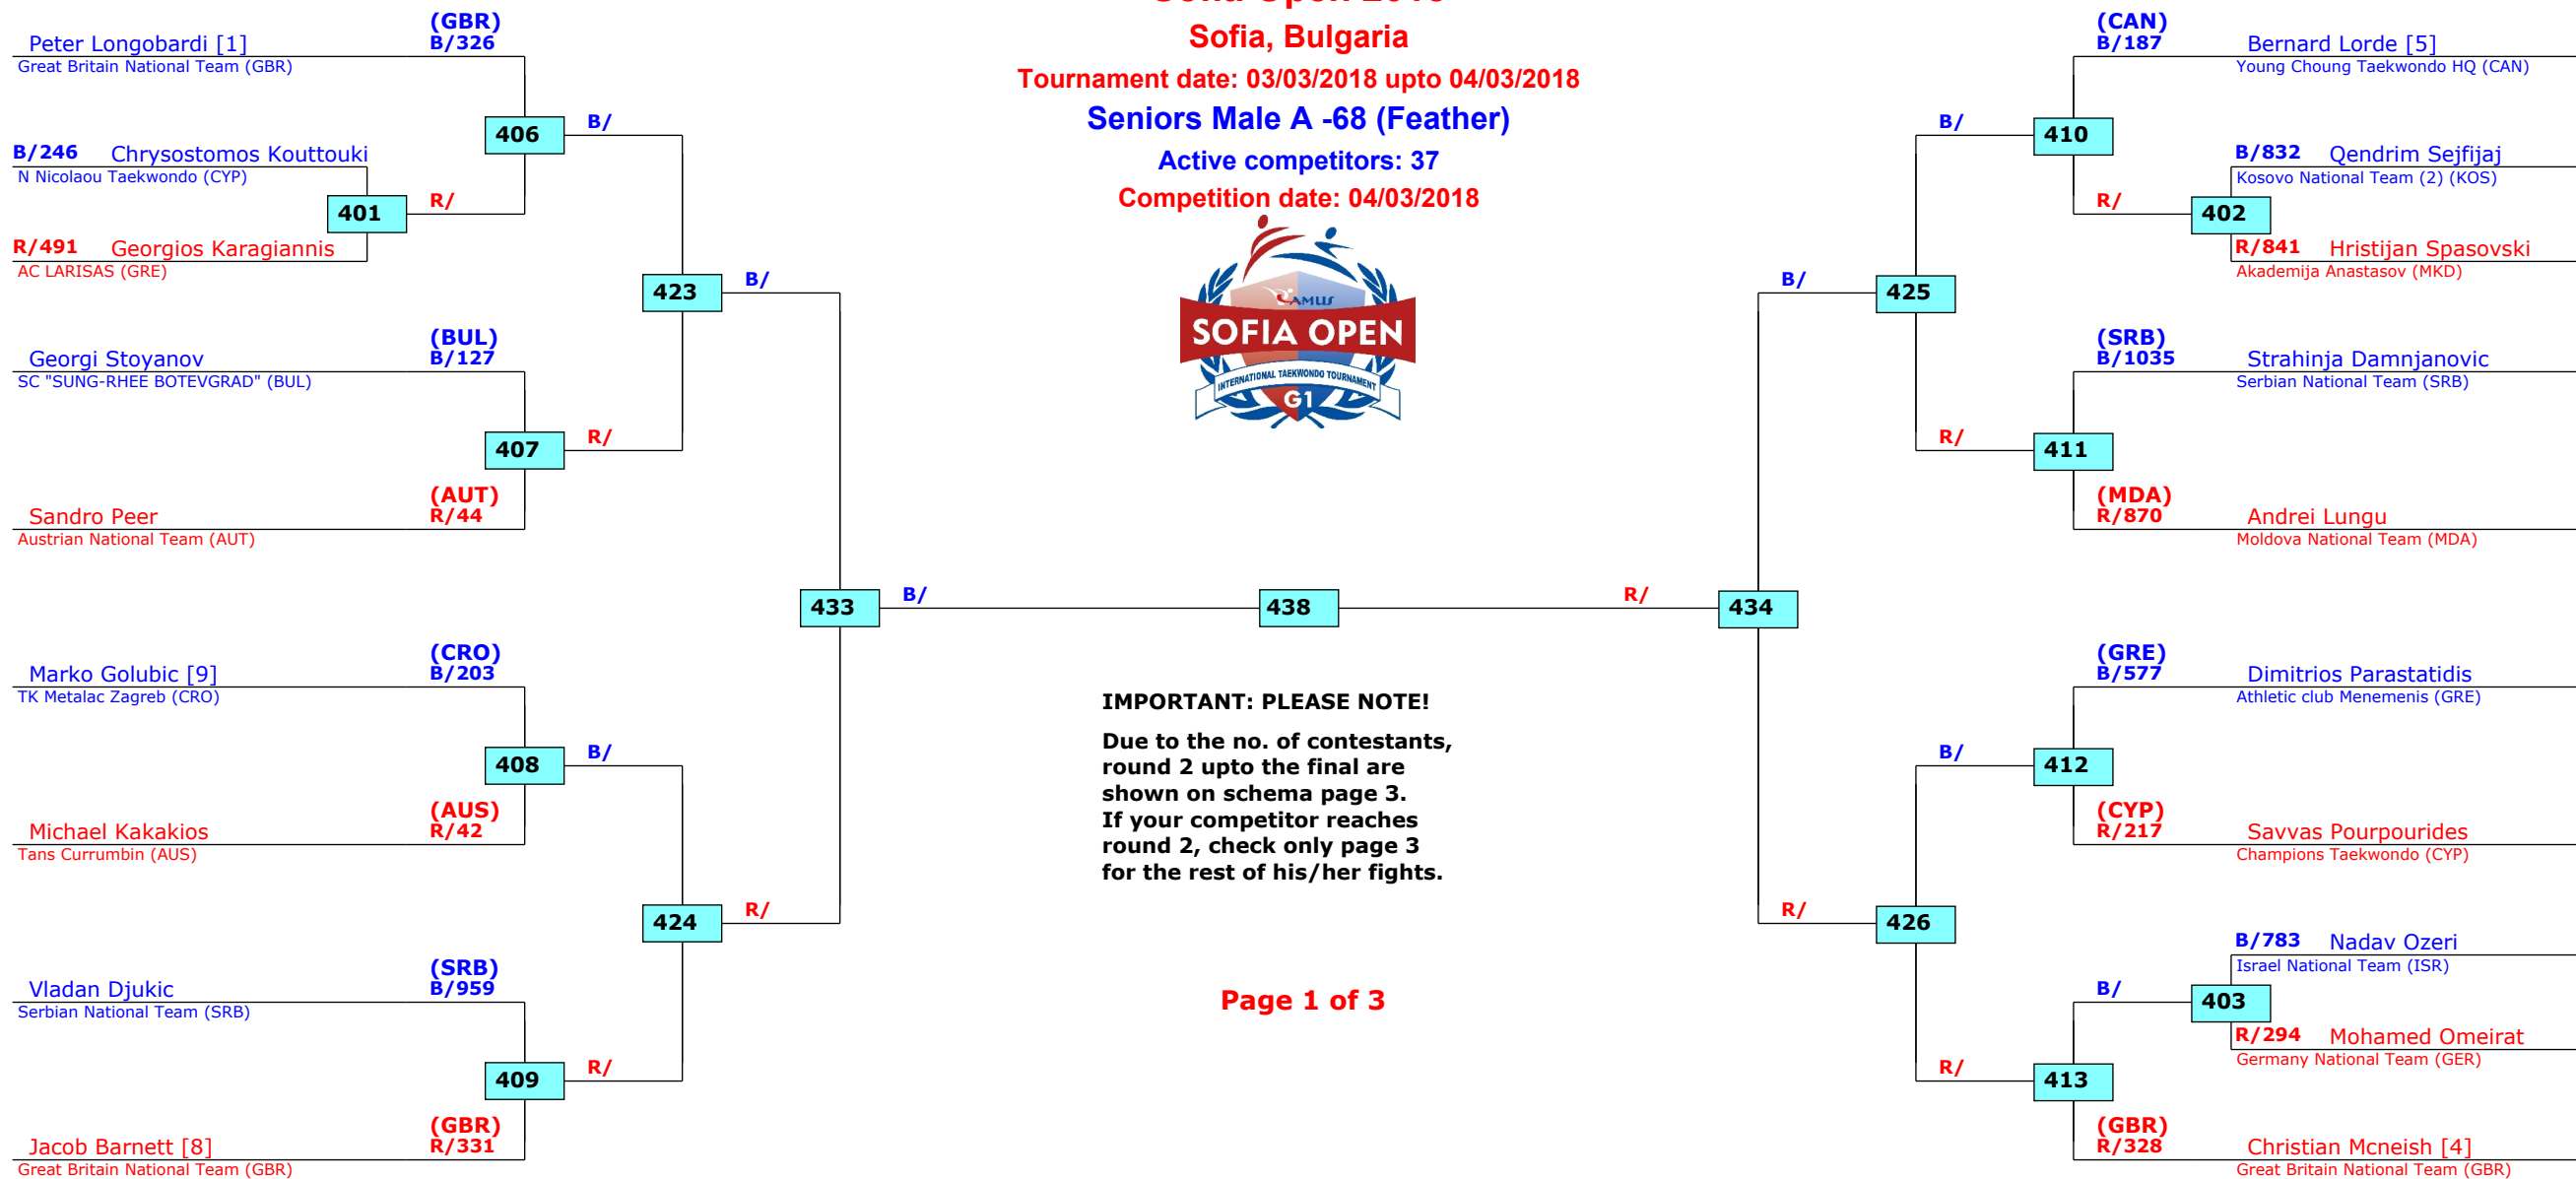 Sofia Open 2018
Sofia, Bulgaria
Tournament date: 03/03/2018 upto 04/03/2018
Seniors Male A -68 (Feather)
Active competitors: 37
Competition date: 04/03/2018
AMUS
SOFIA OPEN
INTERNATIONAL TAEKWONDO TOURNAMENT
G1
(GBR)
Peter Longobardi [1] B/326
Great Britain National Team (GBR)
406
B/
B/246 Chrysostomos Kouttouki
N Nicolaou Taekwondo (CYP)
401
R/
R/491 Georgios Karagiannis
AC LARISAS (GRE)
423
B/
(BUL)
Georgi Stoyanov B/127
SC "SUNG-RHEE BOTEVGRAD" (BUL)
407
R/
(AUT)
Sandro Peer R/44
Austrian National Team (AUT)
433
B/
438
R/
434
(CRO)
Marko Golubic [9] B/203
TK Metalac Zagreb (CRO)
408
B/
(AUS)
Michael Kakakios R/42
Tans Currumbin (AUS)
424
R/
(SRB)
Vladan Djukic B/959
Serbian National Team (SRB)
409
R/
(GBR)
Jacob Barnett [8] R/331
Great Britain National Team (GBR)
IMPORTANT: PLEASE NOTE!
Due to the no. of contestants,
round 2 upto the final are
shown on schema page 3.
If your competitor reaches
round 2, check only page 3
for the rest of his/her fights.
Page 1 of 3
(CAN)
B/187 Bernard Lorde [5]
Young Choung Taekwondo HQ (CAN)
B/
410
B/832 Qendrim Sejfijaj
Kosovo National Team (2) (KOS)
R/
402
R/841 Hristijan Spasovski
Akademija Anastasov (MKD)
B/
425
(SRB)
B/1035 Strahinja Damnjanovic
Serbian National Team (SRB)
R/
411
(MDA)
R/870 Andrei Lungu
Moldova National Team (MDA)
(GRE)
B/577 Dimitrios Parastatidis
Athletic club Menemenis (GRE)
B/
412
(CYP)
R/217 Savvas Pourpourides
Champions Taekwondo (CYP)
R/
426
B/783 Nadav Ozeri
Israel National Team (ISR)
B/
403
R/294 Mohamed Omeirat
Germany National Team (GER)
R/
413
(GBR)
R/328 Christian Mcneish [4]
Great Britain National Team (GBR)